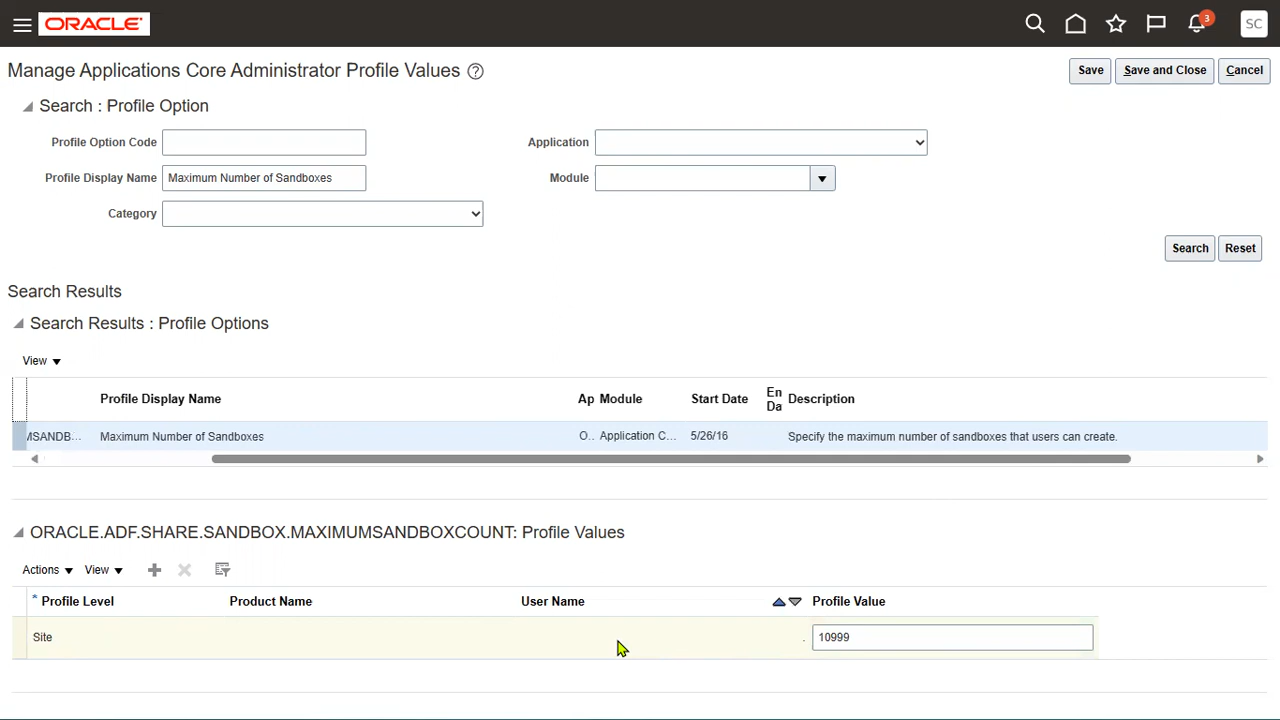 ORACLE
3
SC
Manage Applications Core Administrator Profile Values ?
Save
Save and Close
Cancel
Search : Profile Option
Profile Option Code
Application
Profile Display Name Maximum Number of Sandboxes
Module
Category
Search
Reset
Search Results
Search Results : Profile Options
View
Profile Display Name Ap Module Start Date En Da Description
MSANDB... Maximum Number of Sandboxes O.. Application C... 5/26/16 Specify the maximum number of sandboxes that users can create.
ORACLE.ADF.SHARE.SANDBOX.MAXIMUMSANDBOXCOUNT: Profile Values
Actions View
* Profile Level Product Name User Name Profile Value
Site . 10999